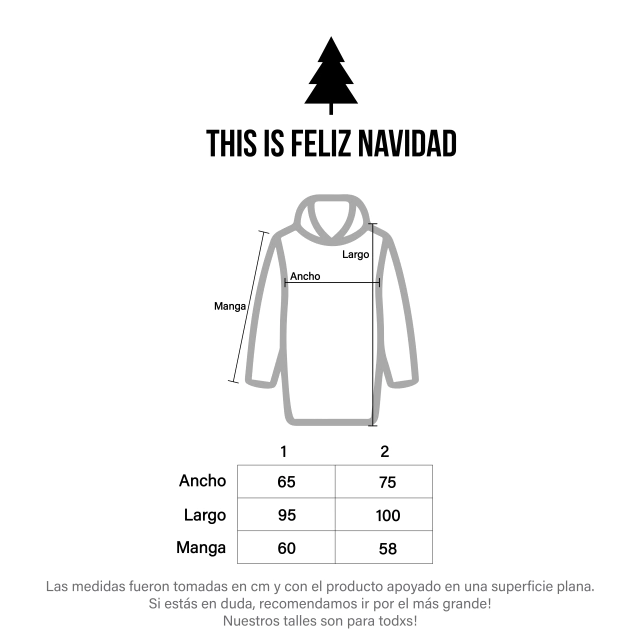 THIS IS FELIZ NAVIDAD
Largo
Ancho
Manga
1 2
Ancho 65 75
Largo 95 100
Manga 60 58
Las medidas fueron tomadas en cm y con el producto apoyado en una superficie plana.
Si estás en duda, recomendamos ir por el más grande!
Nuestros talles son para todxs!